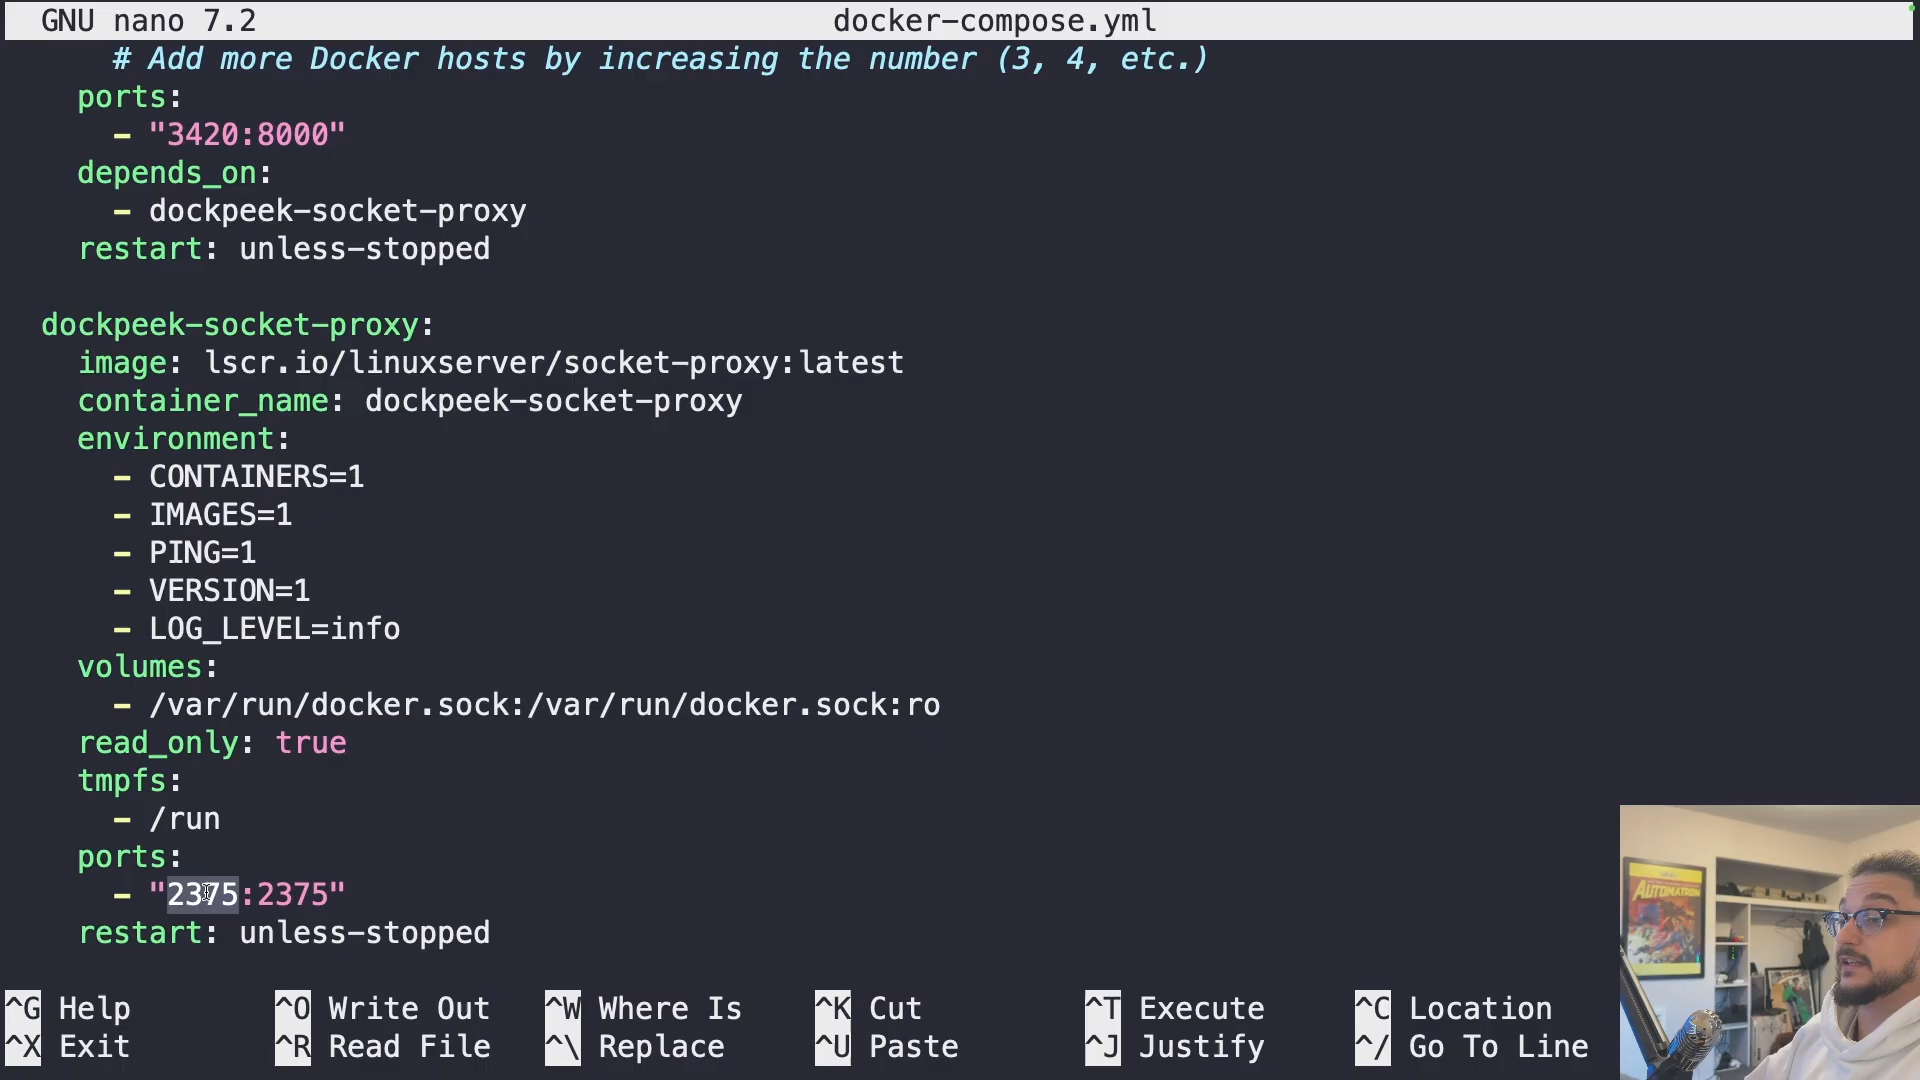 GNU nano 7.2 docker-compose.yml
# Add more Docker hosts by increasing the number (3, 4, etc.)
ports:
- "3420:8000"
depends_on:
- dockpeek-socket-proxy
restart: unless-stopped
dockpeek-socket-proxy:
image: lscr.io/linuxserver/socket-proxy:latest
container_name: dockpeek-socket-proxy
environment:
- CONTAINERS=1
- IMAGES=1
- PING=1
- VERSION=1
- LOG_LEVEL=info
volumes:
- /var/run/docker.sock:/var/run/docker.sock:ro
read_only: true
tmpfs:
- /run
ports:
- "2375:2375"
restart: unless-stopped
AUTOMATRON
^G Help ^O Write Out ^W Where Is ^K Cut ^T Execute ^C Location
^X Exit ^R Read File ^\ Replace ^U Paste ^J Justify ^/ Go To Line